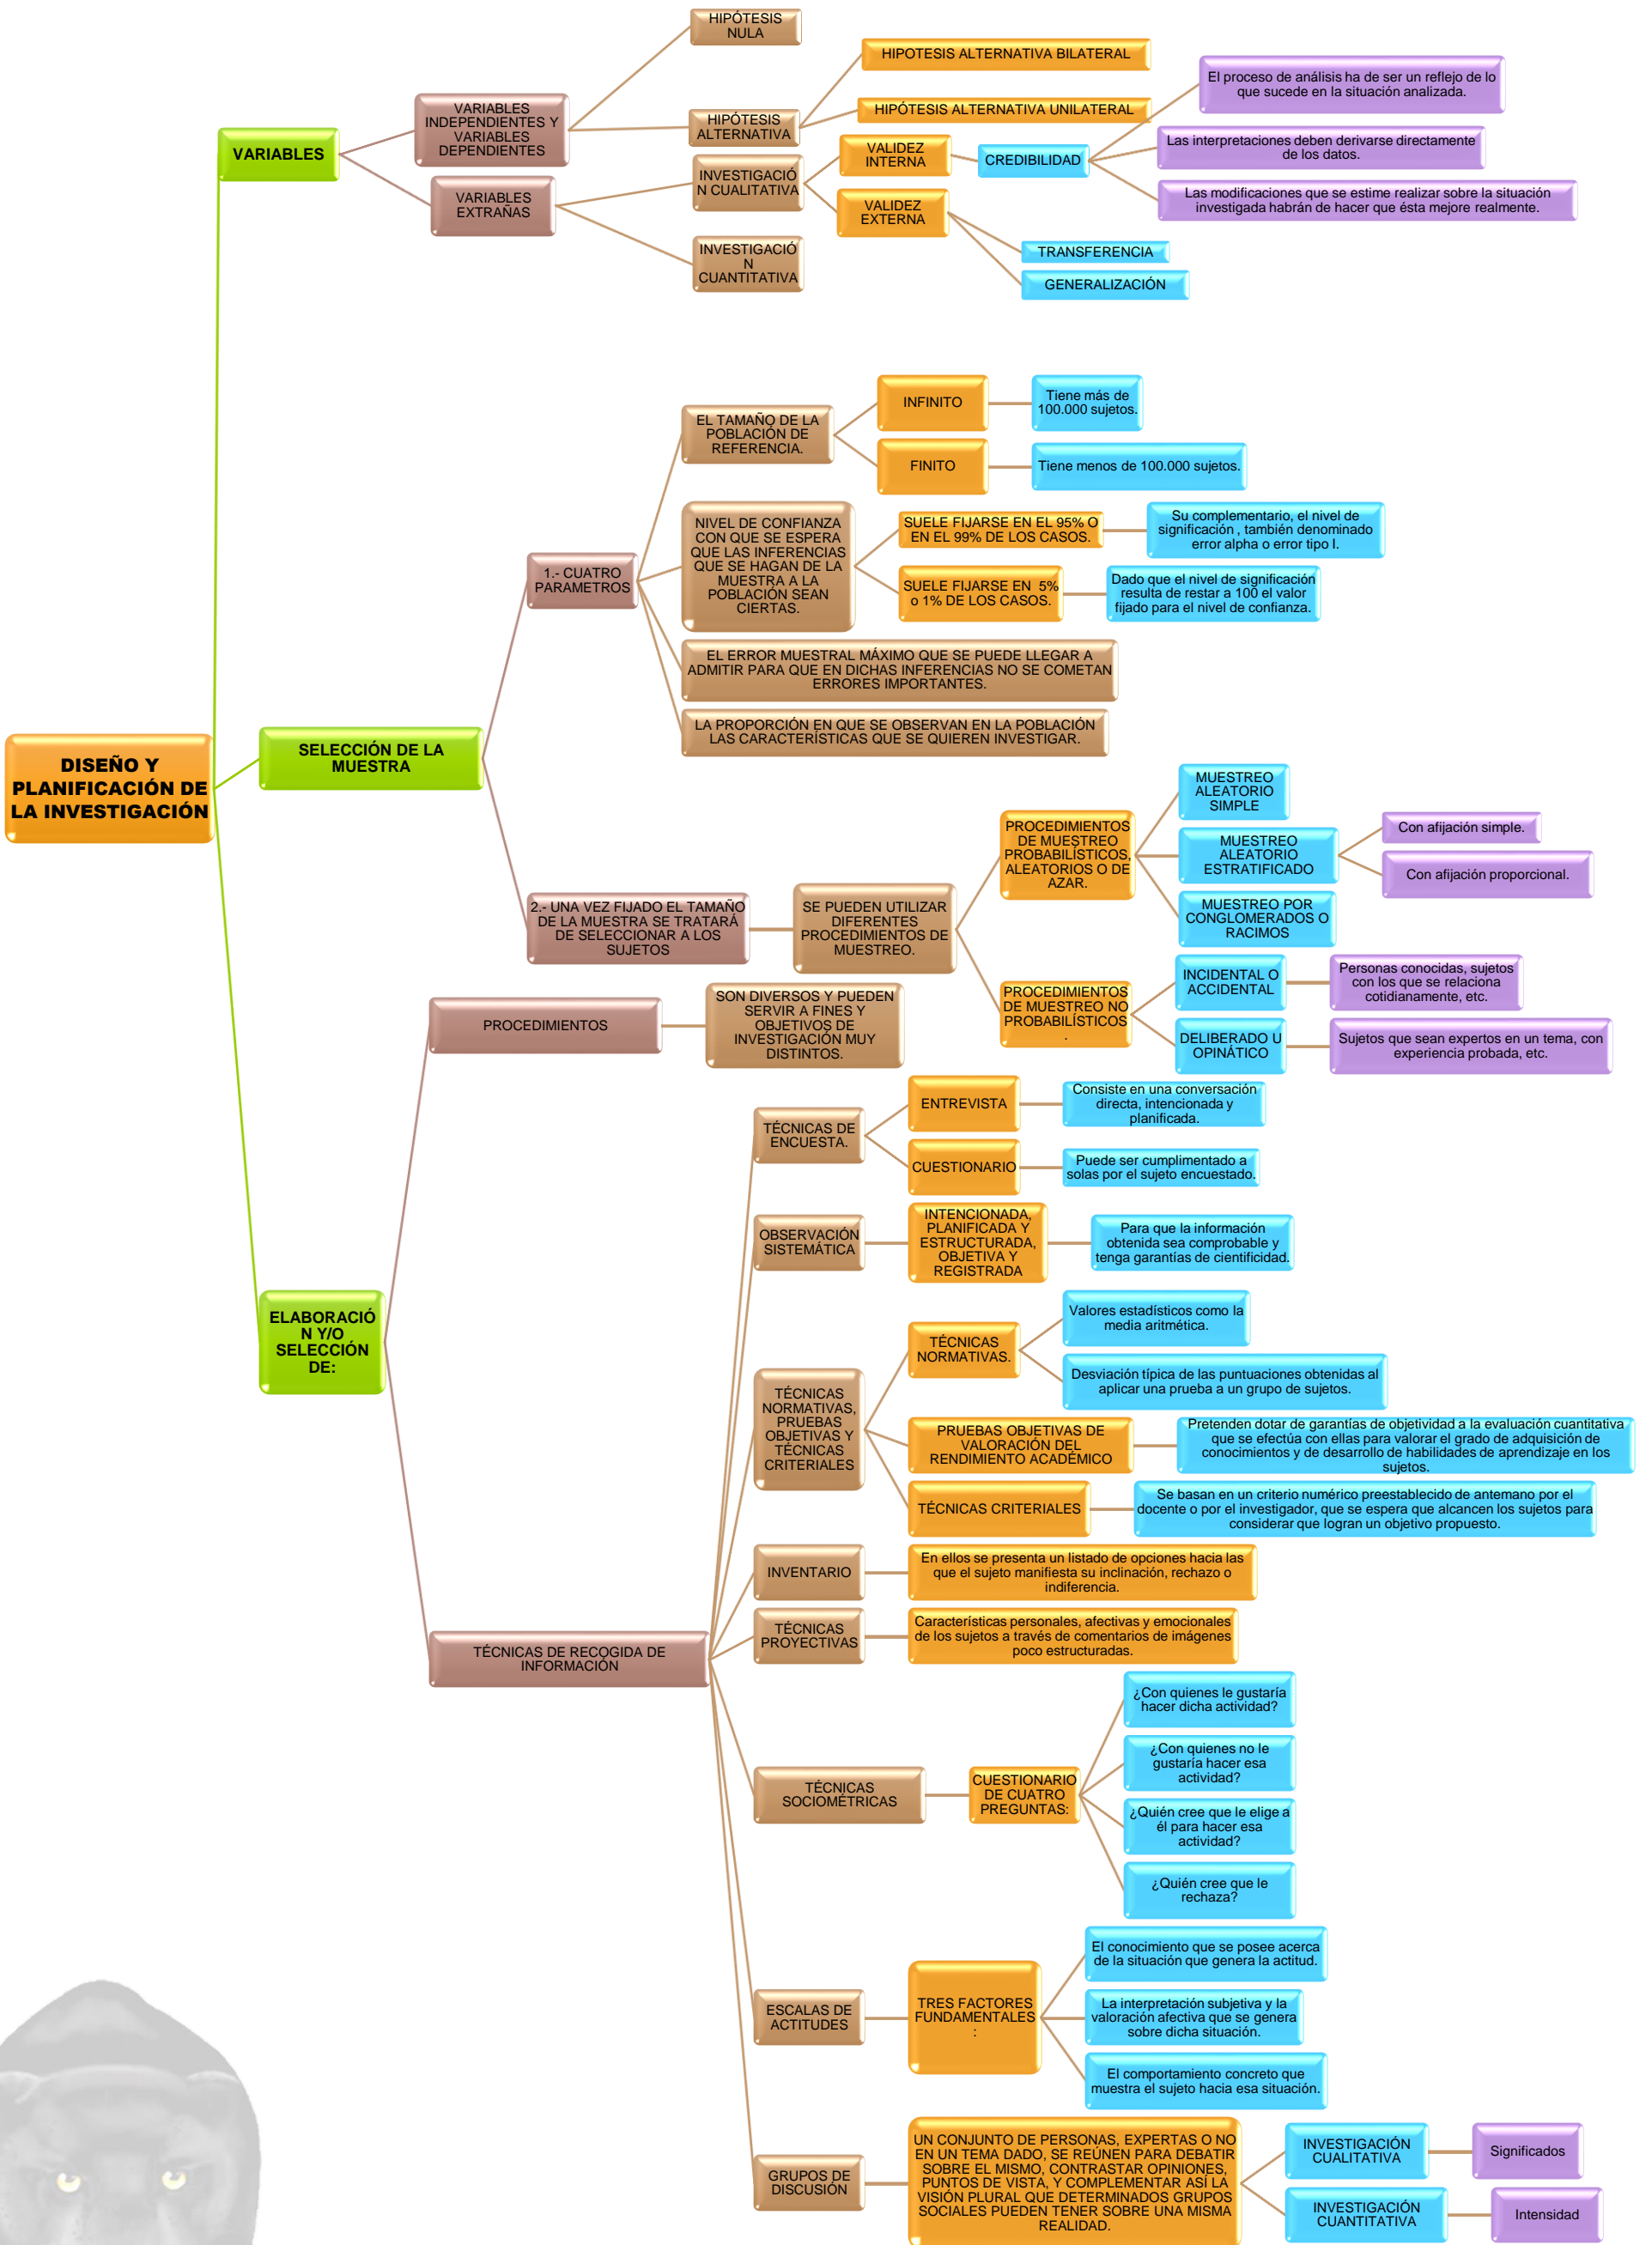 HIPÓTESIS
NULA
HIPOTESIS ALTERNATIVA BILATERAL
El proceso de análisis ha de ser un reflejo de lo
que sucede en la situación analizada.
VARIABLES
INDEPENDIENTES Y
VARIABLES
DEPENDIENTES
HIPÓTESIS
ALTERNATIVA
HIPÓTESIS ALTERNATIVA UNILATERAL
VARIABLES
VALIDEZ
INTERNA
CREDIBILIDAD
Las interpretaciones deben derivarse directamente
de los datos.
VARIABLES
EXTRAÑAS
INVESTIGACIÓ
N CUALITATIVA
VALIDEZ
EXTERNA
Las modificaciones que se estime realizar sobre la situación
investigada habrán de hacer que ésta mejore realmente.
INVESTIGACIÓ
N
CUANTITATIVA
TRANSFERENCIA
GENERALIZACIÓN
EL TAMAÑO DE LA
POBLACIÓN DE
REFERENCIA.
INFINITO
Tiene más de
100.000 sujetos.
FINITO
Tiene menos de 100.000 sujetos.
1.- CUATRO
PARAMETROS
NIVEL DE CONFIANZA
CON QUE SE ESPERA
QUE LAS INFERENCIAS
QUE SE HAGAN DE LA
MUESTRA A LA
POBLACIÓN SEAN
CIERTAS.
SUELE FIJARSE EN EL 95% O
EN EL 99% DE LOS CASOS.
Su complementario, el nivel de
significación , también denominado
error alpha o error tipo I.
SUELE FIJARSE EN  5%
o 1% DE LOS CASOS.
Dado que el nivel de significación
resulta de restar a 100 el valor
fijado para el nivel de confianza.
EL ERROR MUESTRAL MÁXIMO QUE SE PUEDE LLEGAR A
ADMITIR PARA QUE EN DICHAS INFERENCIAS NO SE COMETAN
ERRORES IMPORTANTES.
LA PROPORCIÓN EN QUE SE OBSERVAN EN LA POBLACIÓN
LAS CARACTERÍSTICAS QUE SE QUIEREN INVESTIGAR.
DISEÑO Y
PLANIFICACIÓN DE
LA INVESTIGACIÓN
SELECCIÓN DE LA
MUESTRA
2.- UNA VEZ FIJADO EL TAMAÑO
DE LA MUESTRA SE TRATARÁ
DE SELECCIONAR A LOS
SUJETOS
SE PUEDEN UTILIZAR
DIFERENTES
PROCEDIMIENTOS DE
MUESTREO.
PROCEDIMIENTOS
DE MUESTREO
PROBABILÍSTICOS,
ALEATORIOS O DE
AZAR.
MUESTREO
ALEATORIO
SIMPLE
MUESTREO
ALEATORIO
ESTRATIFICADO
Con afijación simple.
Con afijación proporcional.
MUESTREO POR
CONGLOMERADOS O
RACIMOS
PROCEDIMIENTOS
DE MUESTREO NO
PROBABILÍSTICOS
.
INCIDENTAL O
ACCIDENTAL
Personas conocidas, sujetos
con los que se relaciona
cotidianamente, etc.
DELIBERADO U
OPINÁTICO
Sujetos que sean expertos en un tema, con
experiencia probada, etc.
ELABORACIÓ
N Y/O
SELECCIÓN
DE:
PROCEDIMIENTOS
SON DIVERSOS Y PUEDEN
SERVIR A FINES Y
OBJETIVOS DE
INVESTIGACIÓN MUY
DISTINTOS.
TÉCNICAS DE RECOGIDA DE
INFORMACIÓN
TÉCNICAS DE
ENCUESTA.
ENTREVISTA
Consiste en una conversación
directa, intencionada y
planificada.
CUESTIONARIO
Puede ser cumplimentado a
solas por el sujeto encuestado.
OBSERVACIÓN
SISTEMÁTICA
INTENCIONADA,
PLANIFICADA Y
ESTRUCTURADA,
OBJETIVA Y
REGISTRADA
Para que la información
obtenida sea comprobable y
tenga garantías de cientificidad.
TÉCNICAS
NORMATIVAS,
PRUEBAS
OBJETIVAS Y
TÉCNICAS
CRITERIALES
TÉCNICAS
NORMATIVAS.
Valores estadísticos como la
media aritmética.
Desviación típica de las puntuaciones obtenidas al
aplicar una prueba a un grupo de sujetos.
PRUEBAS OBJETIVAS DE
VALORACIÓN DEL
RENDIMIENTO ACADÉMICO
Pretenden dotar de garantías de objetividad a la evaluación cuantitativa
que se efectúa con ellas para valorar el grado de adquisición de
conocimientos y de desarrollo de habilidades de aprendizaje en los
sujetos.
TÉCNICAS CRITERIALES
Se basan en un criterio numérico preestablecido de antemano por el
docente o por el investigador, que se espera que alcancen los sujetos para
considerar que logran un objetivo propuesto.
INVENTARIO
En ellos se presenta un listado de opciones hacia las
que el sujeto manifiesta su inclinación, rechazo o
indiferencia.
TÉCNICAS
PROYECTIVAS
Características personales, afectivas y emocionales
de los sujetos a través de comentarios de imágenes
poco estructuradas.
TÉCNICAS
SOCIOMÉTRICAS
CUESTIONARIO
DE CUATRO
PREGUNTAS:
¿Con quienes le gustaría
hacer dicha actividad?
¿Con quienes no le
gustaría hacer esa
actividad?
¿Quién cree que le elige a
él para hacer esa
actividad?
¿Quién cree que le
rechaza?
ESCALAS DE
ACTITUDES
TRES FACTORES
FUNDAMENTALES
:
El conocimiento que se posee acerca
de la situación que genera la actitud.
La interpretación subjetiva y la
valoración afectiva que se genera
sobre dicha situación.
El comportamiento concreto que
muestra el sujeto hacia esa situación.
GRUPOS DE
DISCUSIÓN
UN CONJUNTO DE PERSONAS, EXPERTAS O NO
EN UN TEMA DADO, SE REÚNEN PARA DEBATIR
SOBRE EL MISMO, CONTRASTAR OPINIONES,
PUNTOS DE VISTA, Y COMPLEMENTAR ASÍ LA
VISIÓN PLURAL QUE DETERMINADOS GRUPOS
SOCIALES PUEDEN TENER SOBRE UNA MISMA
REALIDAD.
INVESTIGACIÓN
CUALITATIVA
Significados
INVESTIGACIÓN
CUANTITATIVA
Intensidad